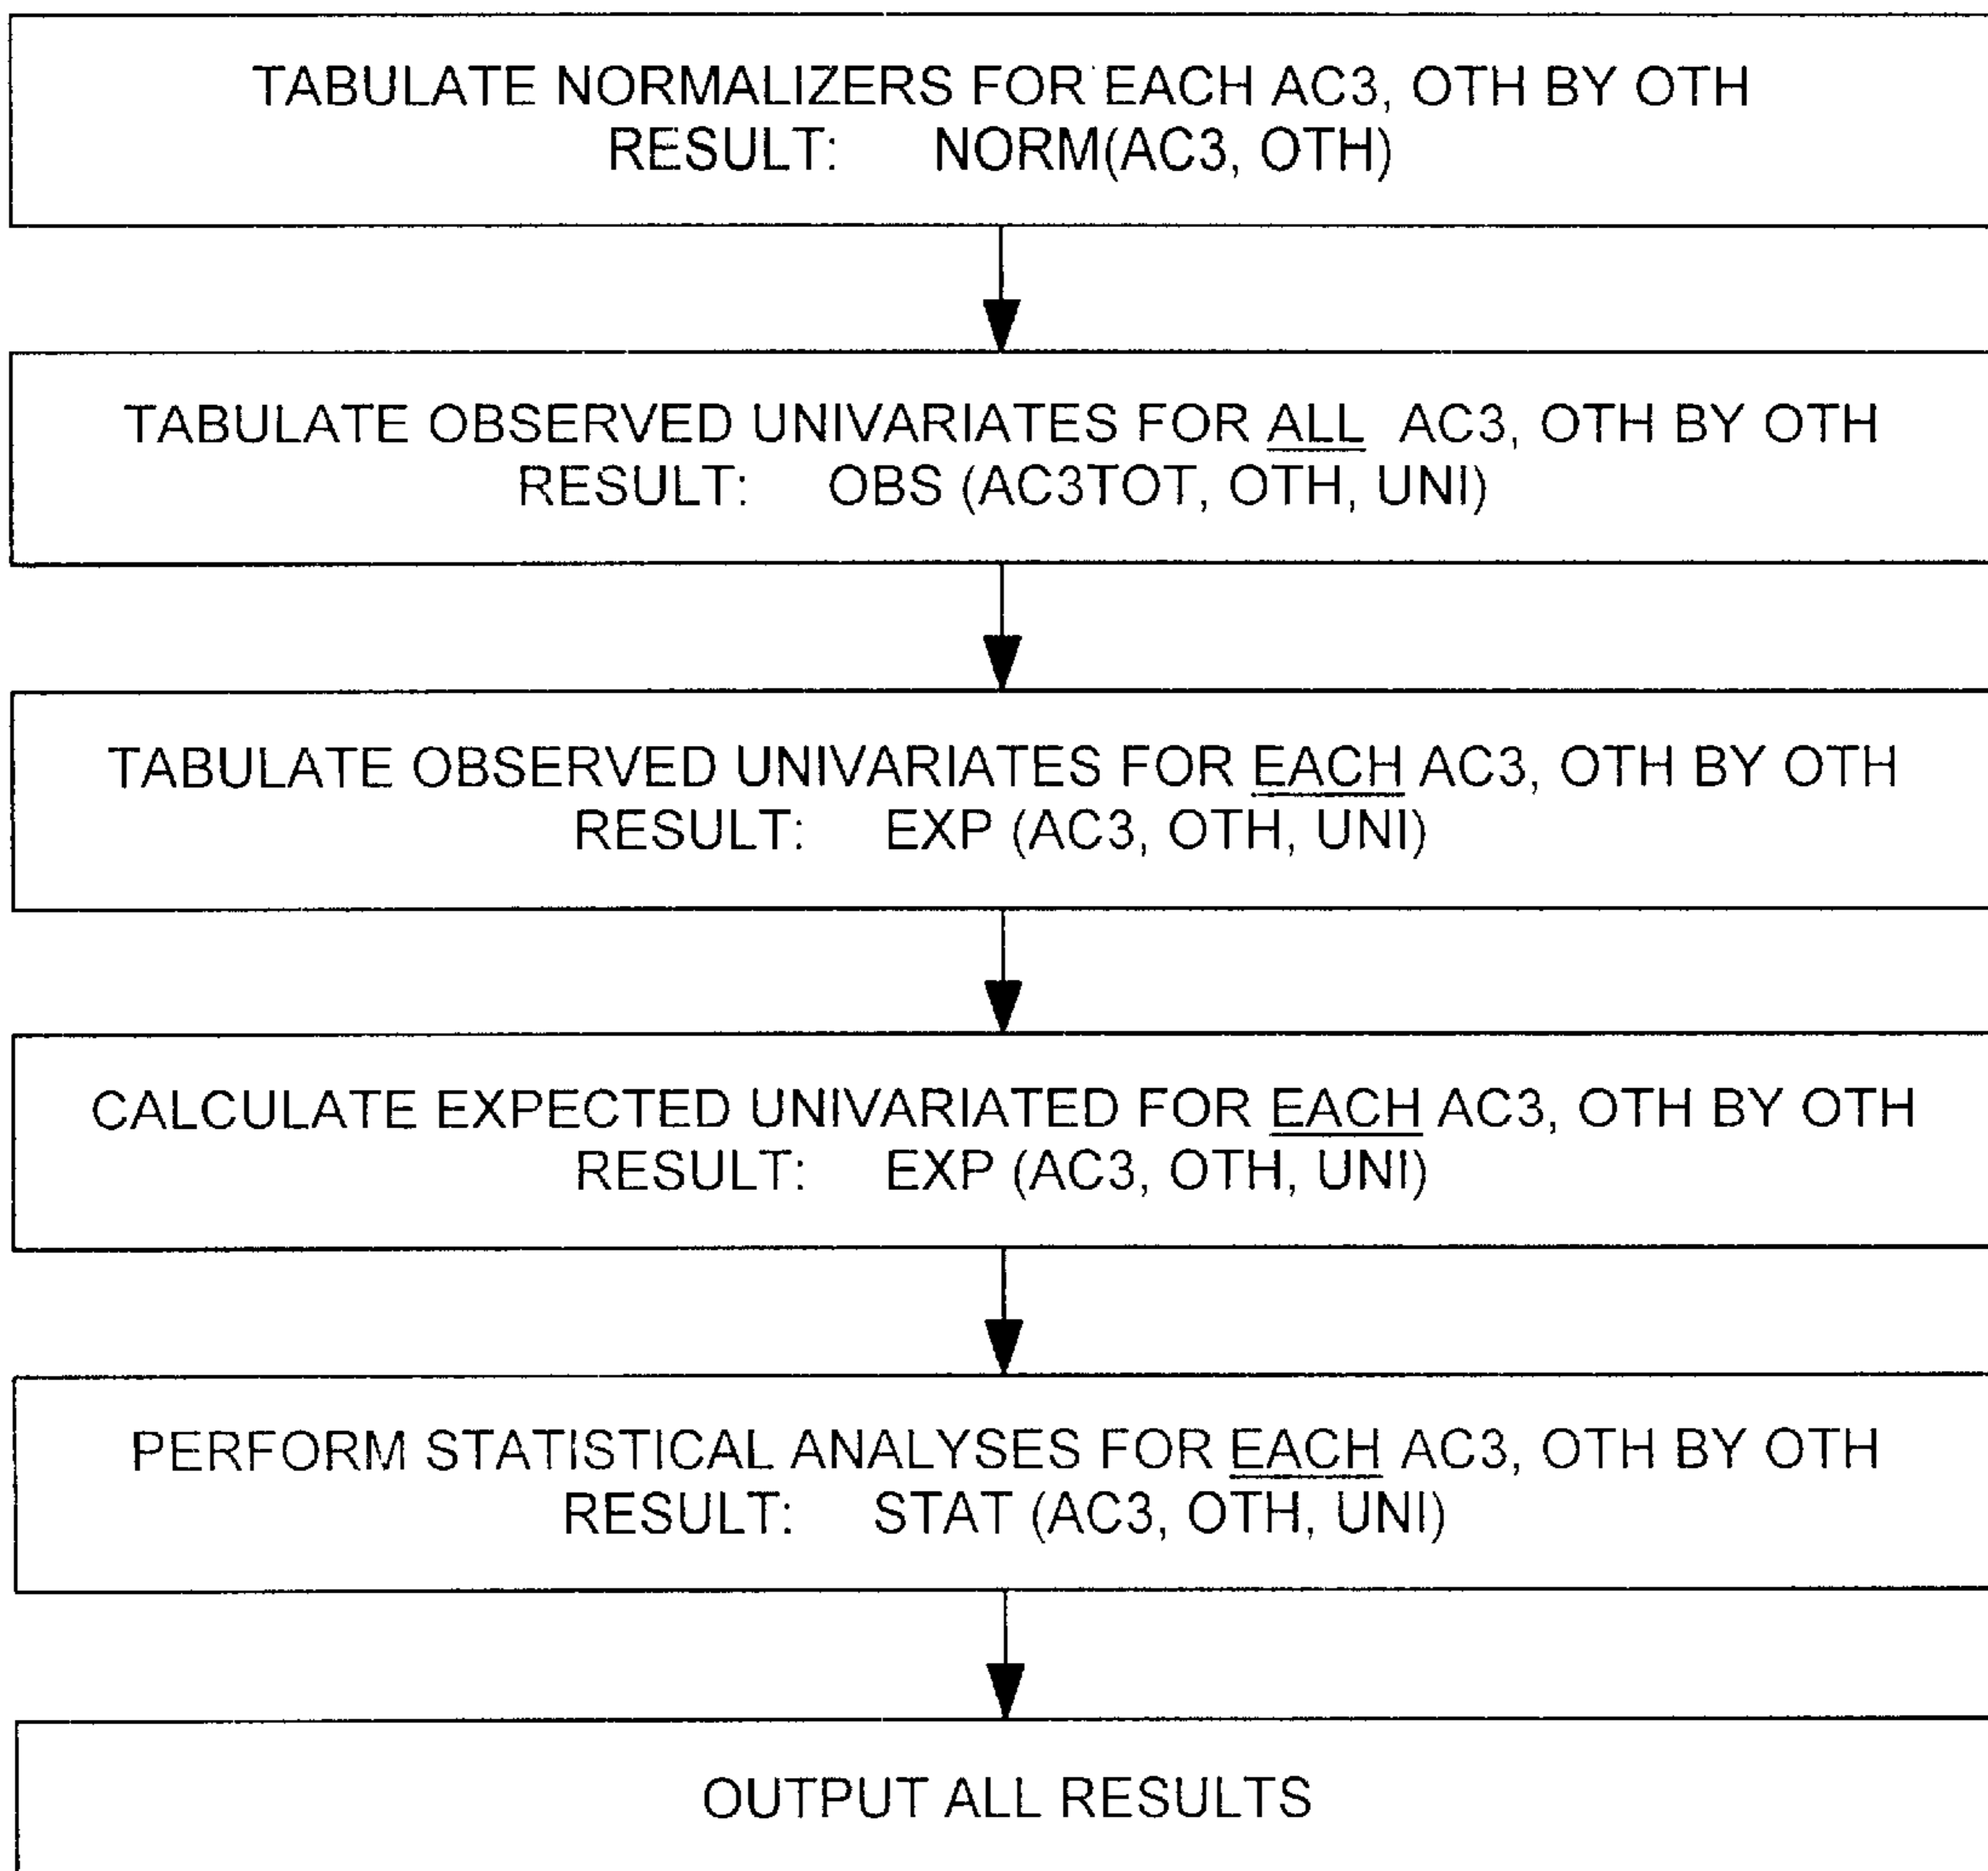 TABULATE NORMALIZERS FOR EACH AC3, OTH BY OTH
RESULT: NORM(AC3, OTH)
TABULATE OBSERVED UNIVARIATES FOR ALL AC3, OTH BY OTH
RESULT: OBS (AC3TOT, OTH, UNI)
TABULATE OBSERVED UNIVARIATES FOR EACH AC3, OTH BY OTH
RESULT: EXP (AC3, OTH, UNI)
CALCULATE EXPECTED UNIVARIATED FOR EACH AC3, OTH BY OTH
RESULT: EXP (AC3, OTH, UNI)
PERFORM STATISTICAL ANALYSES FOR EACH AC3, OTH BY OTH
RESULT: STAT (AC3, OTH, UNI)
OUTPUT ALL RESULTS